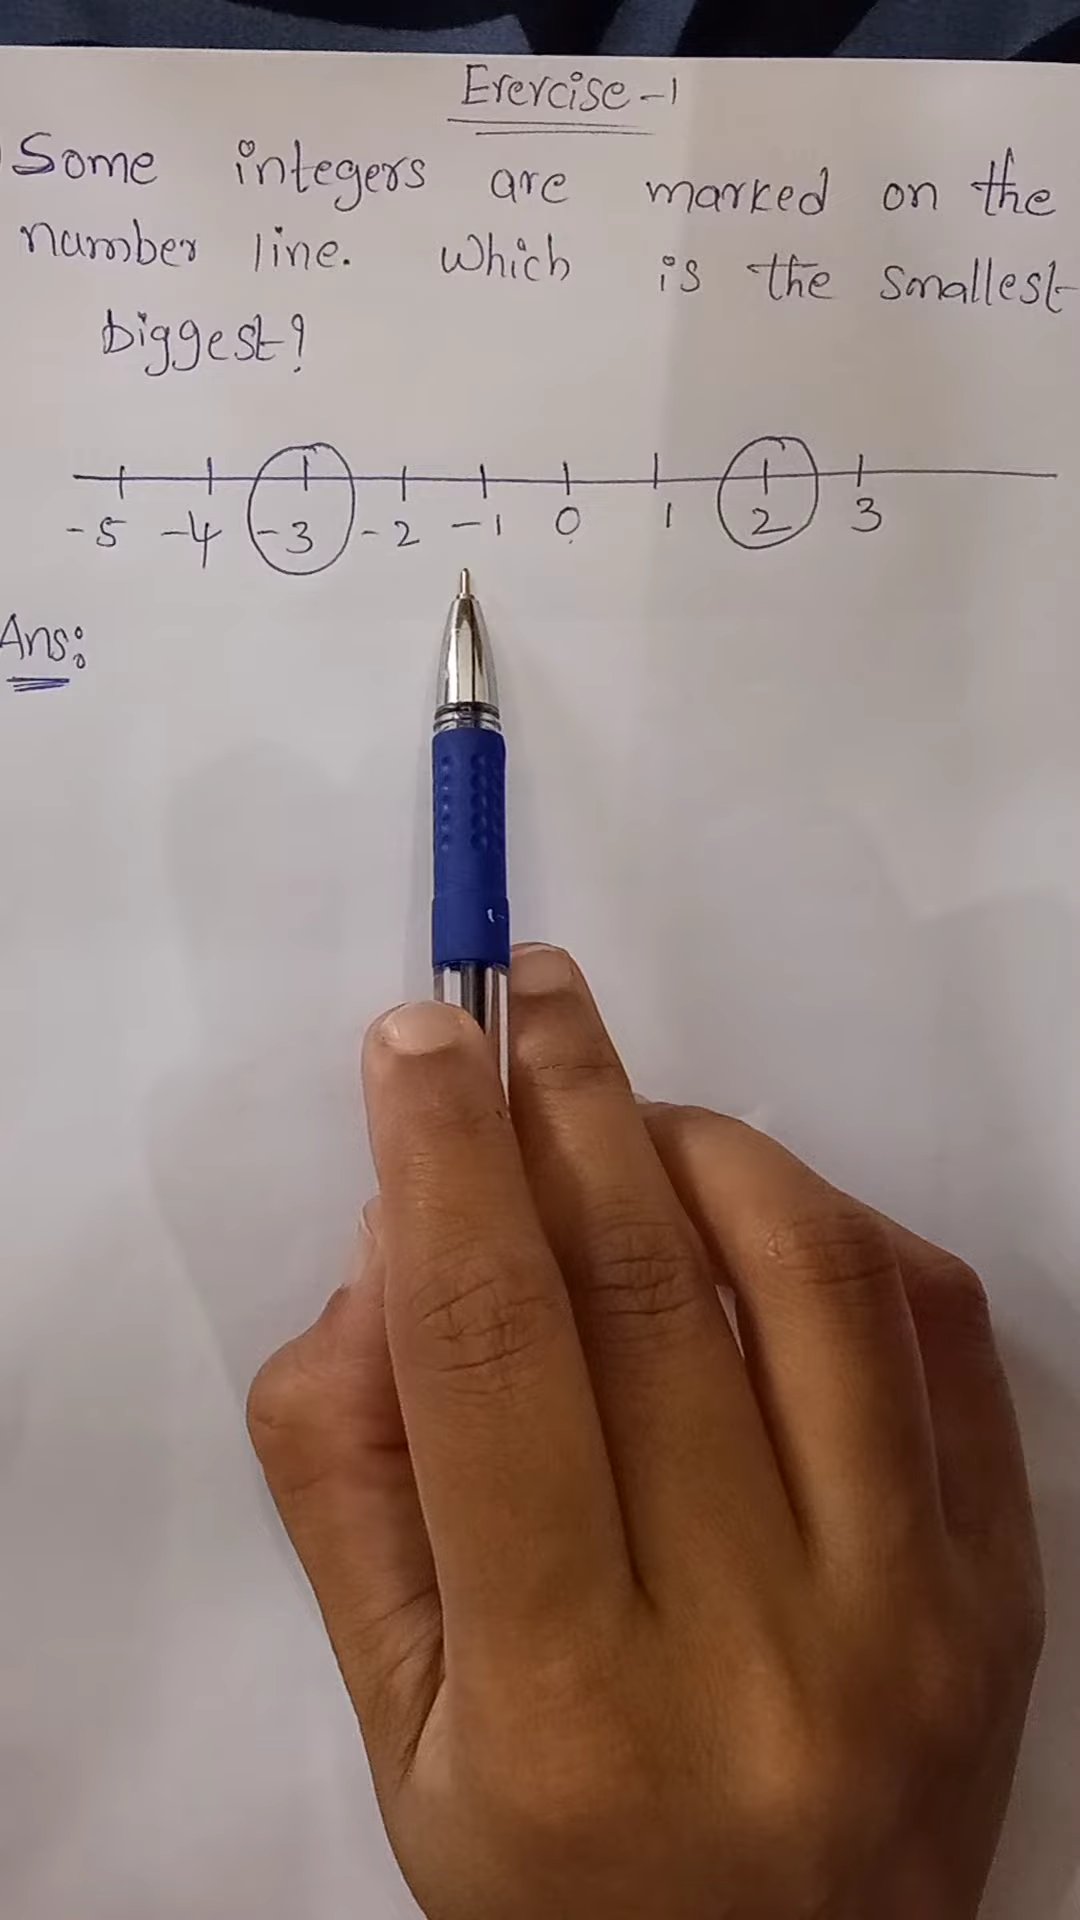 Exercise-1
Some integers are marked on the
number line. Which is the smallest
biggest?
-5 -4 -3 -2 -1 0 1 2 3
Ans: